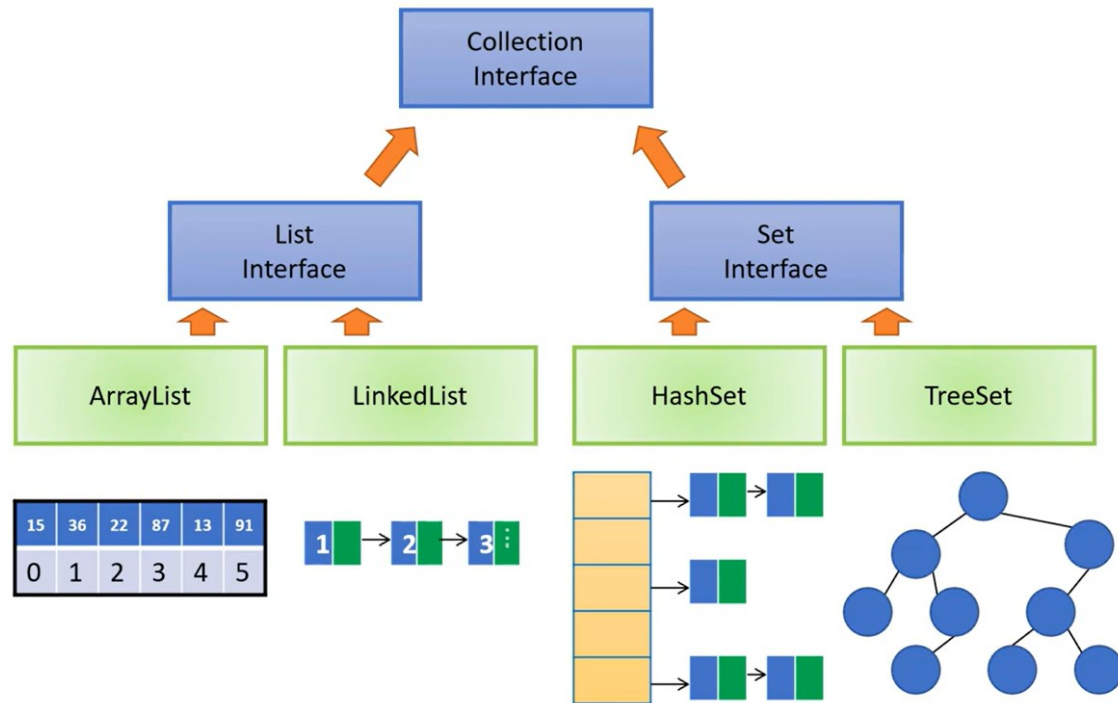 Collection
Interface
List
Interface
Set
Interface
ArrayList
LinkedList
HashSet
TreeSet
15 36 22 87 13 91
0 1 2 3 4 5
1 2 3